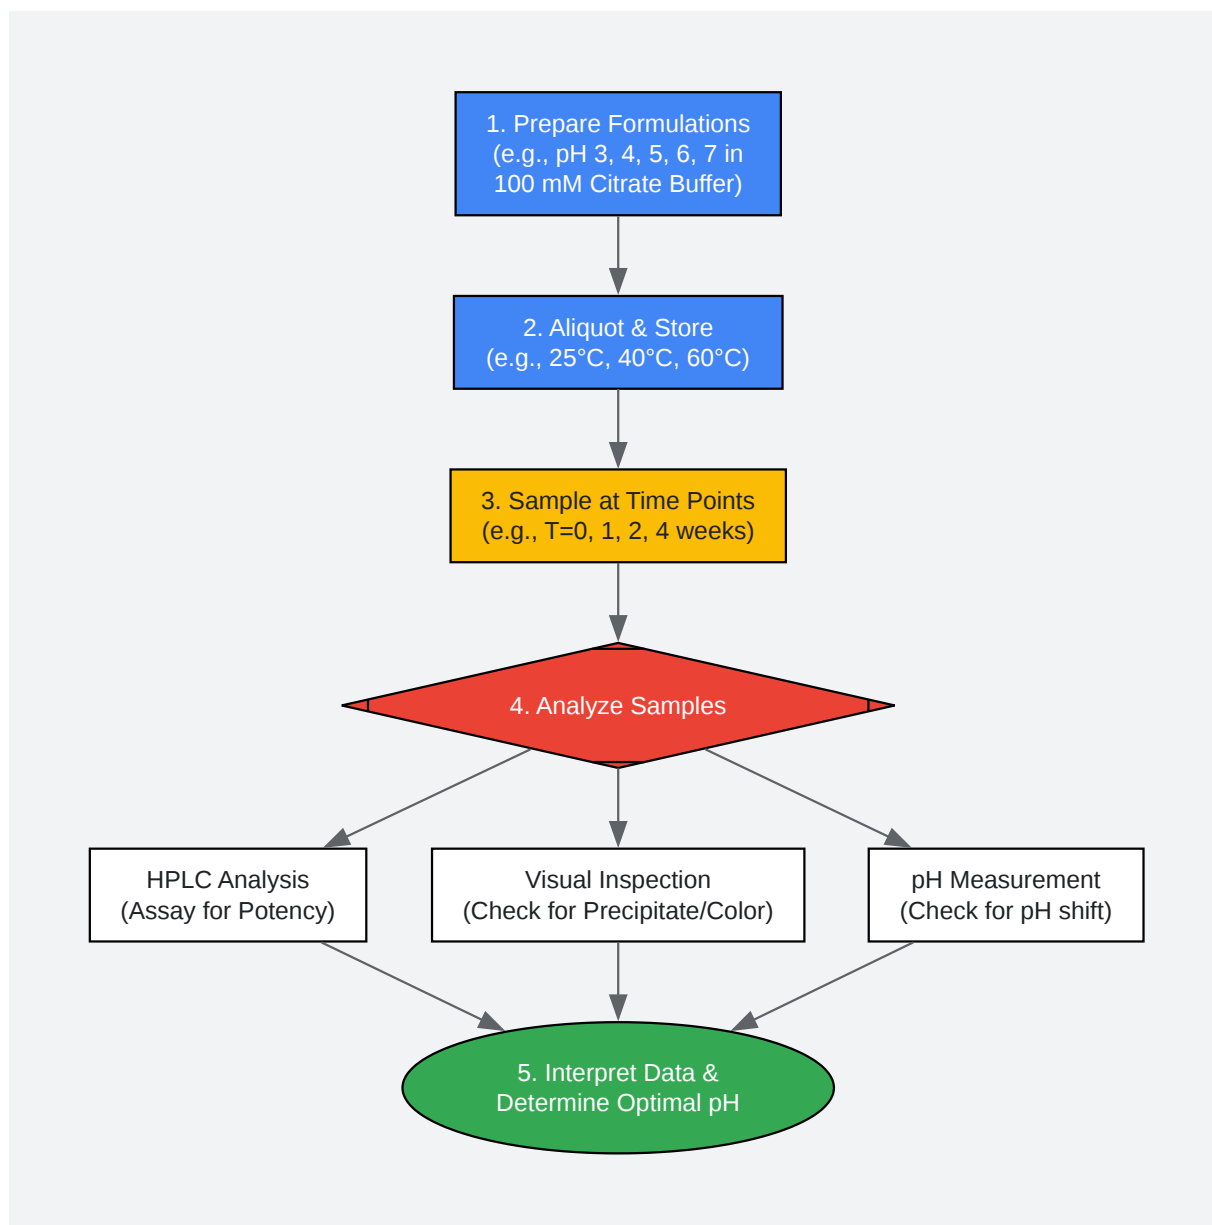 1. Prepare Formulations
(e.g., pH 3, 4, 5, 6, 7 in
100 mM Citrate Buffer)
2. Aliquot & Store
(e.g., 25°C, 40°C, 60°C)
3. Sample at Time Points
(e.g., T=0, 1, 2, 4 weeks)
4. Analyze Samples
HPLC Analysis
(Assay for Potency)
Visual Inspection
(Check for Precipitate/Color)
pH Measurement
(Check for pH shift)
5. Interpret Data &
Determine Optimal pH